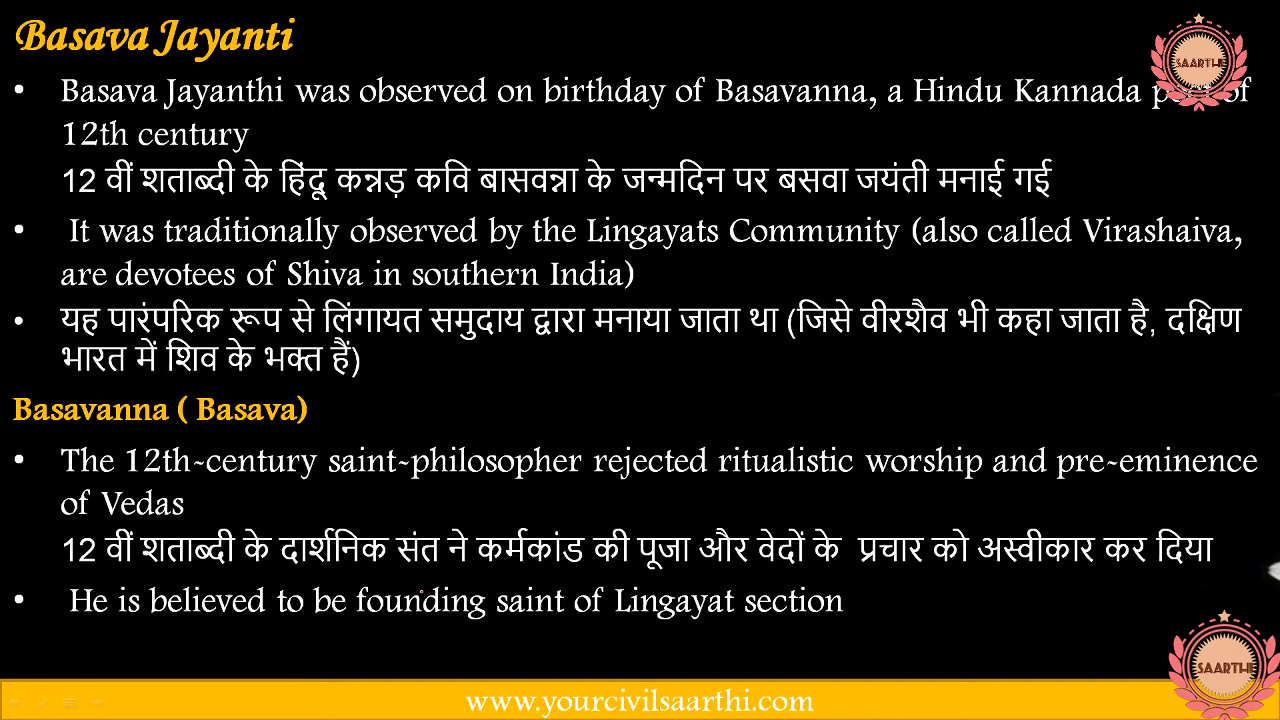 Basava Jayanti
SAARTHI
• Basava Jayanthi was observed on birthday of Basavanna, a Hindu Kannada of
12th century
12 वीं शताब्दी के हिंदू कन्नड़ कवि बासवन्ना के जन्मदिन पर बसवा जयंती मनाई गई
• It was traditionally observed by the Lingayats Community (also called Virashaiva,
are devotees of Shiva in southern India)
• यह पारंपरिक रूप से लिंगायत समुदाय द्वारा मनाया जाता था (जिसे वीरशैव भी कहा जाता है, दक्षिण
भारत में शिव के भक्त हैं)
Basavanna ( Basava)
• The 12th-century saint-philosopher rejected ritualistic worship and pre-eminence
of Vedas
12 वीं शताब्दी के दार्शनिक संत ने कर्मकांड की पूजा और वेदों के प्रचार को अस्वीकार कर दिया
• He is believed to be founding saint of Lingayat section
SAARTHI
www.yourcivilsaarthi.com